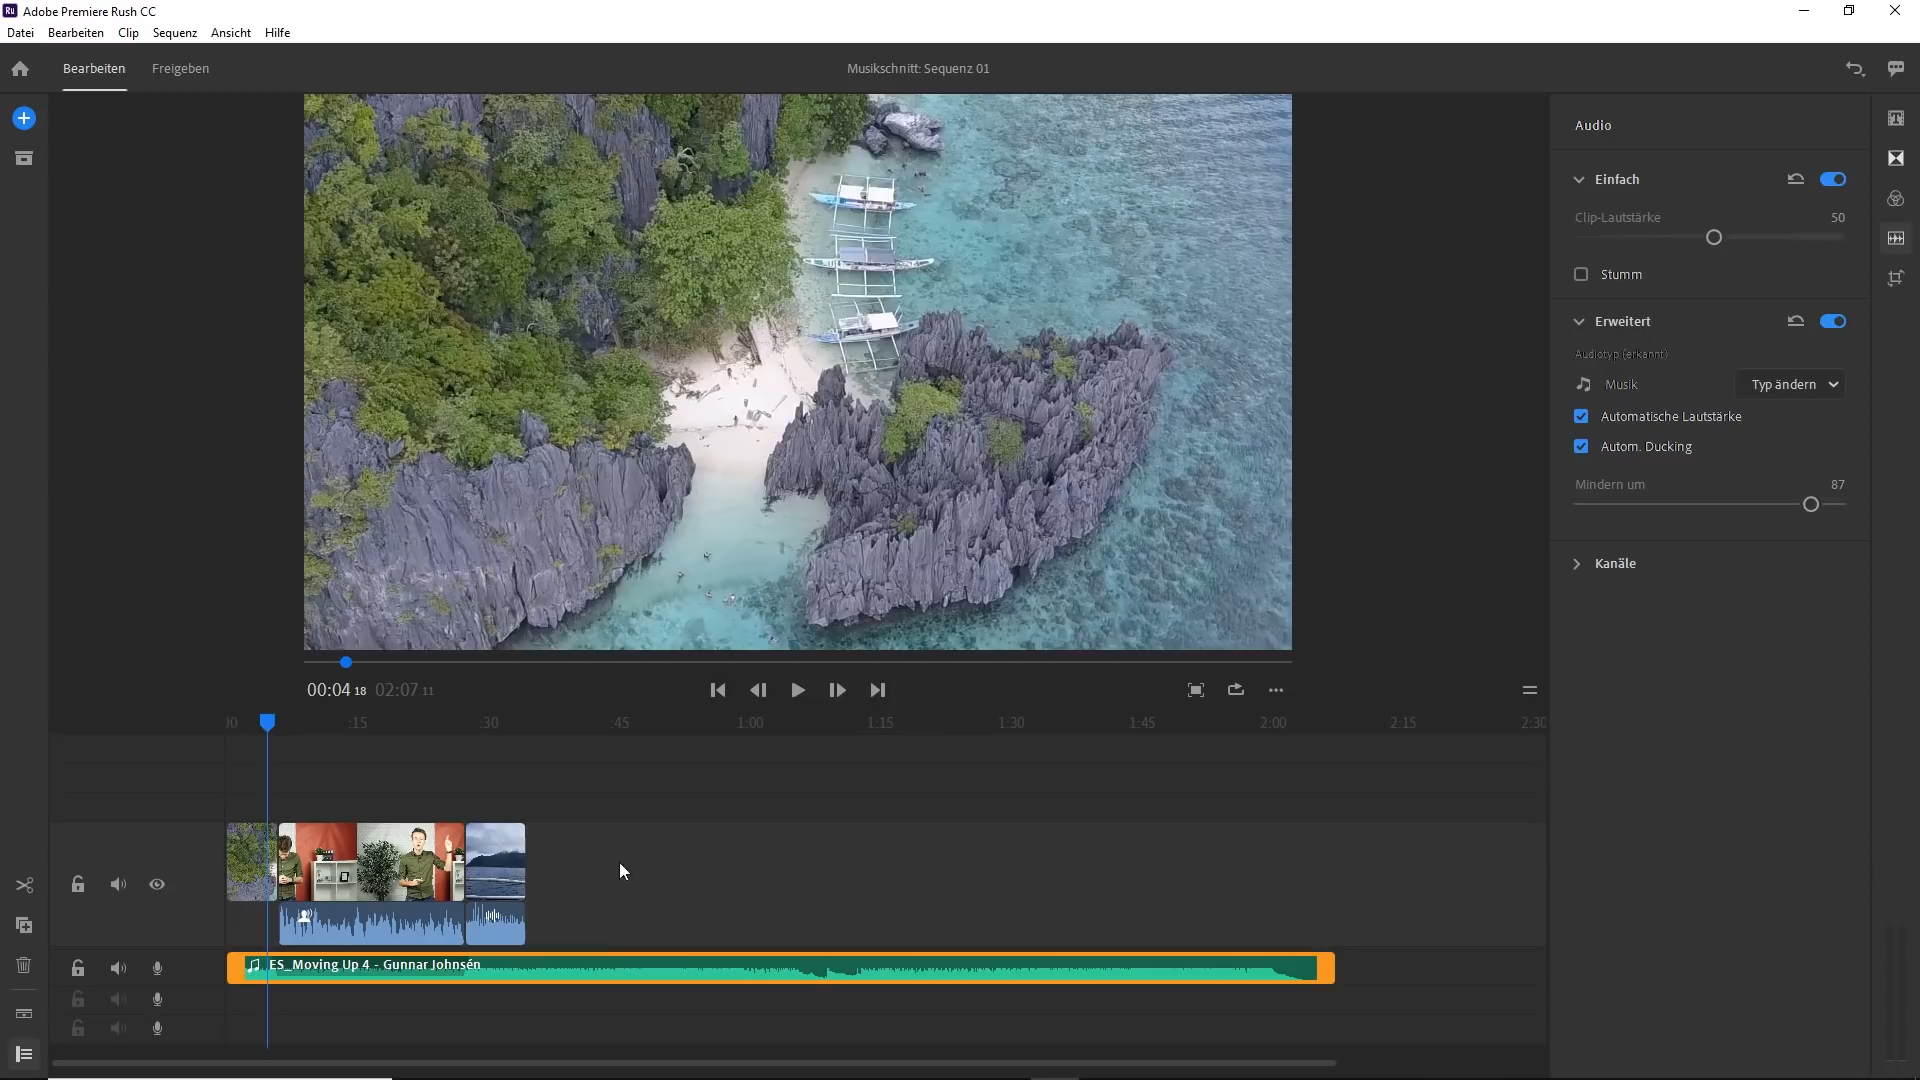 Ru Adobe Premiere Rush CC
Datei Bearbeiten Clip Sequenz Ansicht Hilfe
Bearbeiten Freigeben Musikschnitt: Sequenz 01
Audio
Einfach
Clip-Lautstärke 50
Stumm
Erweitert
Audiotyp (erkannt)
Musik Typ ändern
Automatische Lautstärke
Autom. Ducking
Mindern um 87
Kanäle
00:04 18 02:07 11
:00 :15 :30 :45 1:00 1:15 1:30 1:45 2:00 2:15 2:30
ES_Moving Up 4 - Gunnar Johnsén